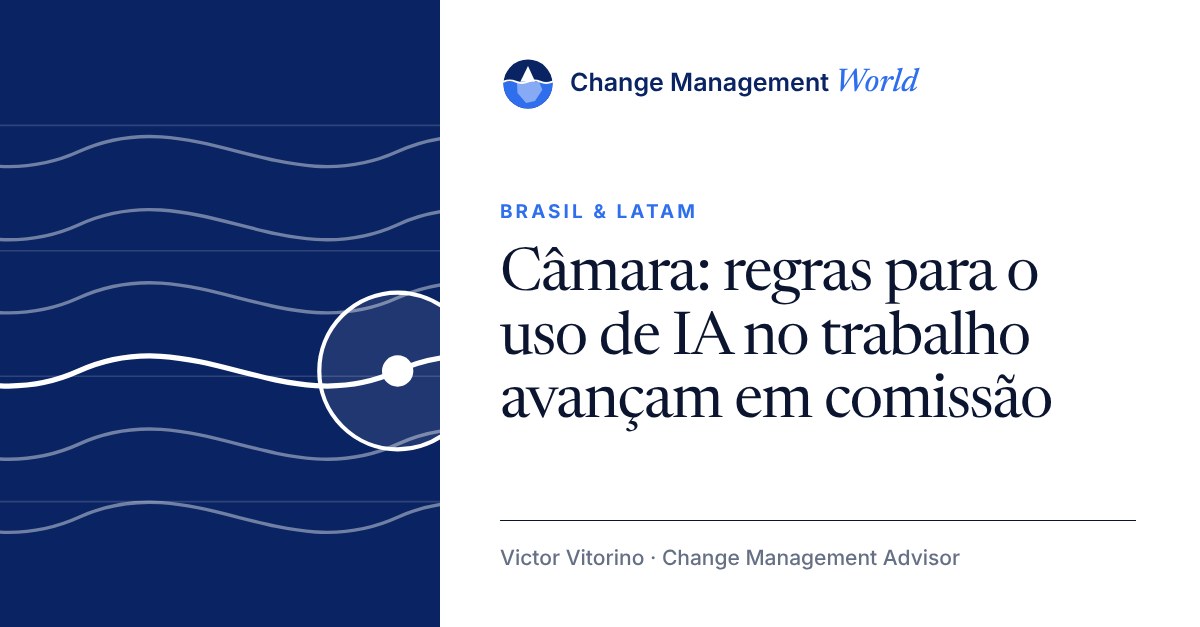 Change Management World
BRASIL & LATAM
Câmara: regras para o
uso de IA no trabalho
avançam em comissão
Victor Vitorino · Change Management Advisor